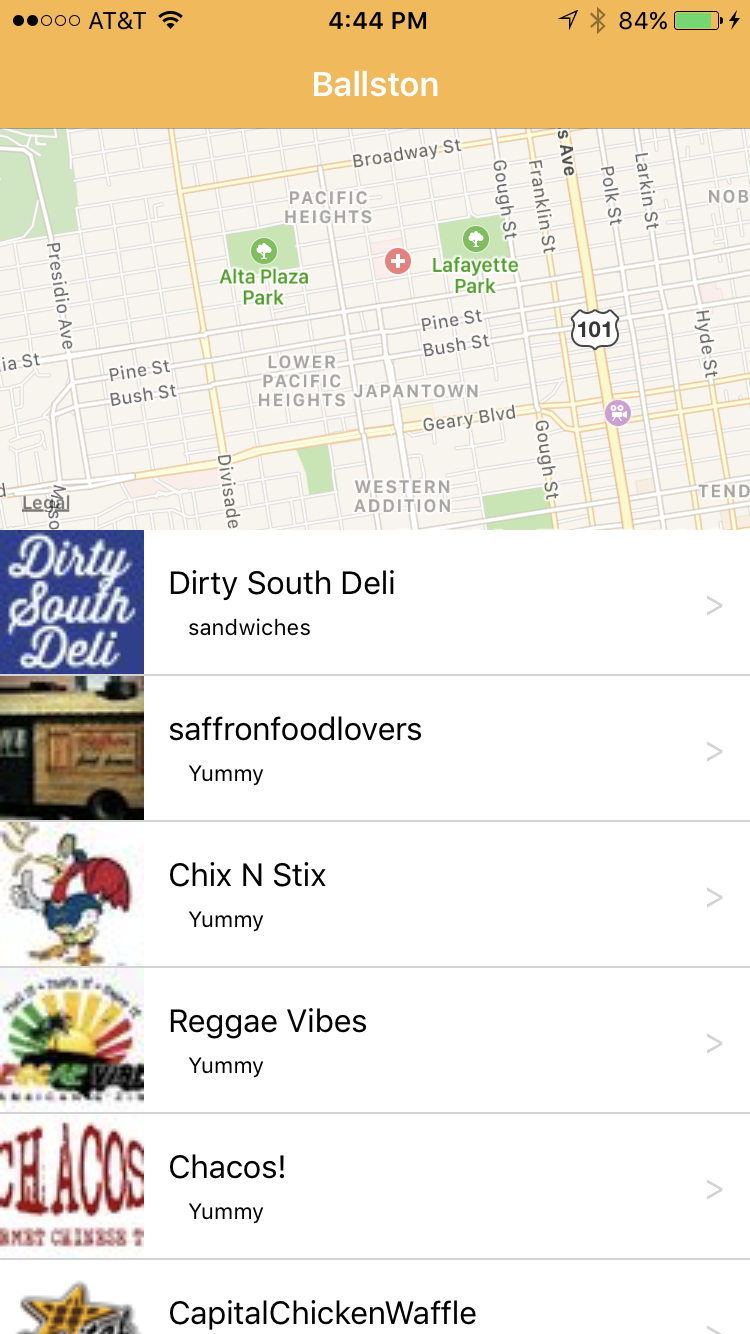 AT&T 4:44 PM 84%
Ballston
Broadway St
s Ave
Larkin St
Polk St
Franklin St
Gough St
PACIFIC
HEIGHTS
NOB
Presidio Ave
Alta Plaza
Park
Lafayette
Park
Pine St
Bush St
101
Hyde St
ia St
Pine St
Bush St
LOWER
PACIFIC
HEIGHTS
JAPANTOWN
Geary Blvd
Gough St
Divisade
WESTERN
ADDITION
TEND
Legal
Dirty
South
Deli
Dirty South Deli
sandwiches
>
saffronfoodlovers
Yummy
>
Chix N Stix
Yummy
>
Reggae Vibes
Yummy
>
CHACOS
Chacos!
Yummy
>
CapitalChickenWaffle